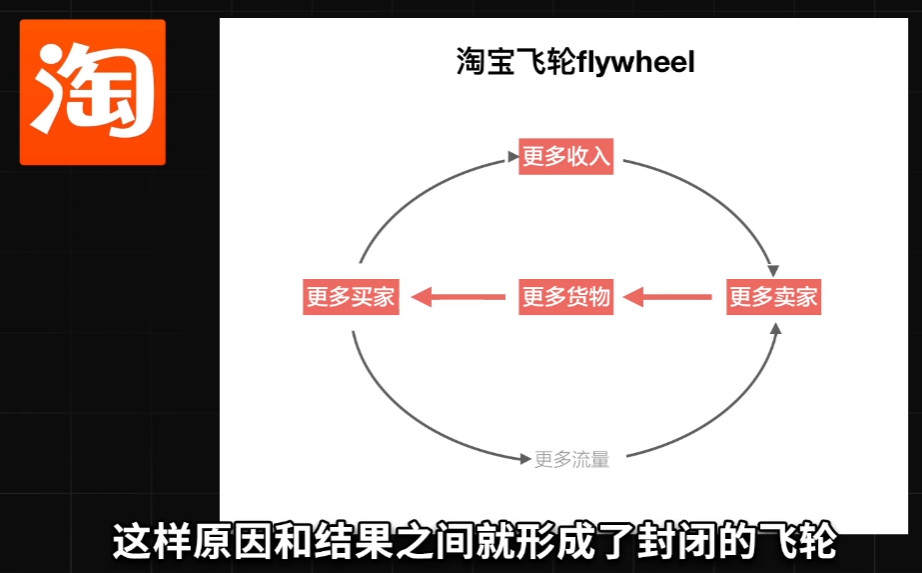 淘
淘宝飞轮flywheel
更多收入
更多买家
更多货物
更多卖家
更多流量
这样原因和结果之间就形成了封闭的飞轮